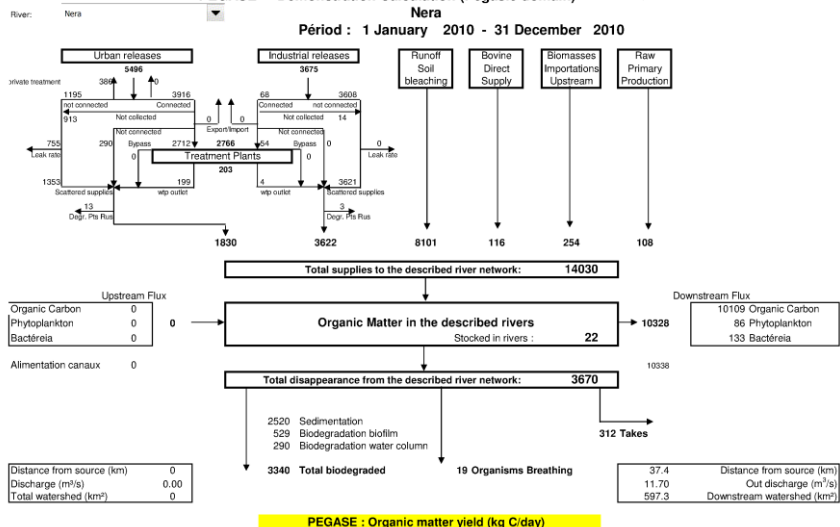 River: Nera
Nera
Périod : 1 January 2010 - 31 December 2010
Urban releases
5496
Industrial releases
3675
Runoff
Soil
bleaching
Bovine
Direct
Supply
Biomasses
Importations
Upstream
Raw
Primary
Production
private treatment
386
0
1195
3916
not connected
Connected
913
Not collected
68
3608
Connected
not connected
Not collected
14
0
0
Export/Import
Not connected
Not connected
755
Leak rate
290
Bypass
0
2712
2766
54
Bypass
0
0
0
Leak rate
Treatment Plants
203
1353
Scattered supplies
199
wtp outlet
4
wtp outlet
3621
Scattered supplies
13
Degr. Pts Rus
3
Degr. Pts Rus
1830
3622
8101
116
254
108
Total supplies to the described river network: 14030
Upstream Flux
Organic Carbon 0
Phytoplankton 0
Bactéreia 0
0
Organic Matter in the described rivers
Stocked in rivers : 22
10328
Downstream Flux
10109 Organic Carbon
86 Phytoplankton
133 Bactéreia
Alimentation canaux 0
10338
Total disappearance from the described river network: 3670
2520 Sedimentation
529 Biodegradation biofilm
290 Biodegradation water column
312 Takes
3340 Total biodegraded
19 Organisms Breathing
Distance from source (km) 0
Discharge (m³/s) 0.00
Total watershed (km²) 0
37.4 Distance from source (km)
11.70 Out discharge (m³/s)
597.3 Downstream watershed (km²)
PEGASE : Organic matter yield (kg C/day)